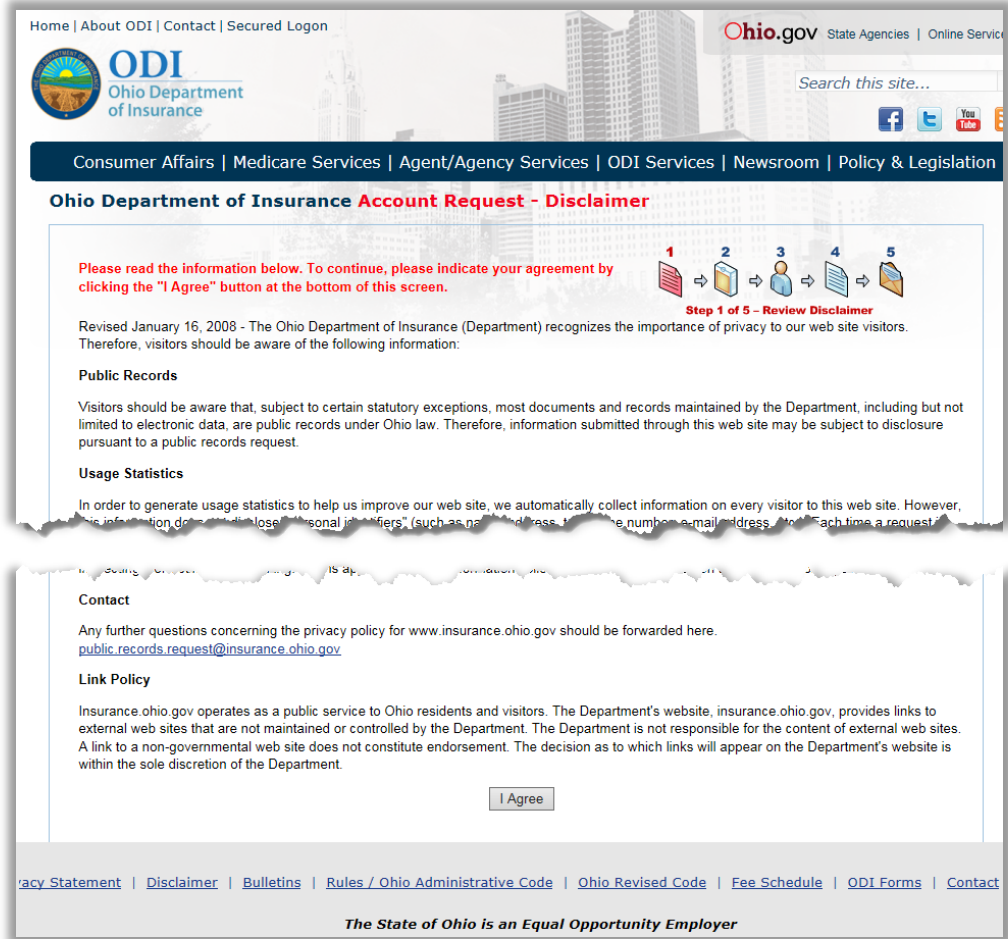 Home | About ODI | Contact | Secured Logon
Ohio.gov State Agencies | Online Service
ODI
Ohio Department
of Insurance
Search this site...
You
Tube
Consumer Affairs | Medicare Services | Agent/Agency Services | ODI Services | Newsroom | Policy & Legislation
Ohio Department of Insurance Account Request - Disclaimer
1 2 3 4 5
Please read the information below. To continue, please indicate your agreement by
clicking the "I Agree" button at the bottom of this screen.
Step 1 of 5 – Review Disclaimer
Revised January 16, 2008 - The Ohio Department of Insurance (Department) recognizes the importance of privacy to our web site visitors.
Therefore, visitors should be aware of the following information:
Public Records
Visitors should be aware that, subject to certain statutory exceptions, most documents and records maintained by the Department, including but not
limited to electronic data, are public records under Ohio law. Therefore, information submitted through this web site may be subject to disclosure
pursuant to a public records request.
Usage Statistics
In order to generate usage statistics to help us improve our web site, we automatically collect information on every visitor to this web site. However,
e-mail address Each time a request
Contact
Any further questions concerning the privacy policy for www.insurance.ohio.gov should be forwarded here.
public.records.request@insurance.ohio.gov
Link Policy
Insurance.ohio.gov operates as a public service to Ohio residents and visitors. The Department's website, insurance.ohio.gov, provides links to
external web sites that are not maintained or controlled by the Department. The Department is not responsible for the content of external web sites.
A link to a non-governmental web site does not constitute endorsement. The decision as to which links will appear on the Department's website is
within the sole discretion of the Department.
I Agree
vacy Statement | Disclaimer | Bulletins | Rules / Ohio Administrative Code | Ohio Revised Code | Fee Schedule | ODI Forms | Contact
The State of Ohio is an Equal Opportunity Employer